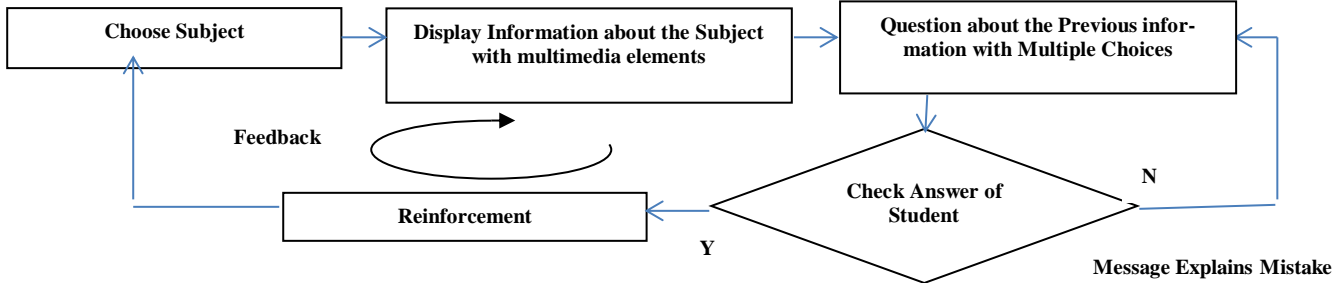 Choose Subject
Display Information about the Subject
with multimedia elements
Question about the Previous infor-
mation with Multiple Choices
Feedback
Check Answer of
Student
N
Reinforcement
Y
Message Explains Mistake